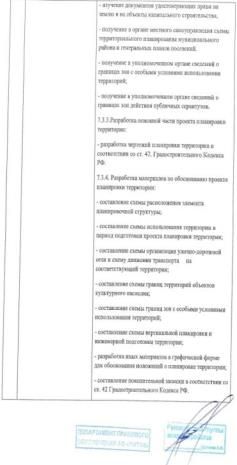 - изучение документов удостоверяющих права на
землю и на объекты капитального строительства,
- получение в органе местного самоуправления схемы
территориального планирования муниципального
района и генеральных планов поселений.
- получение в уполномоченном органе сведений о
границах зон с особыми условиями использования
территорий;
- получение в уполномоченном органе сведений о
границах зон действия публичных сервитутов.
7.3.3.Разработка основной части проекта планировки
территории:
- разработка чертежей планировки территории в
соответствии со ст. 42. Градостроительного Кодекса
РФ.
7.3.4. Разработка материалов по обоснованию проекта
планировки территории:
- составление схемы расположения элемента
планировочной структуры;
- составление схемы использования территории в
период подготовки проекта планировки территории;
- составление схемы организации улично-дорожной
сети и схему движения транспорта на
соответствующей территории;
- составление схемы границ территорий объектов
культурного наследия;
- составление схемы границ зон с особыми условиями
использования территорий;
- составление схемы вертикальной планировки и
инженерной подготовки территории;
- разработка иных материалов в графической форме
для обоснования положений о планировке территории;
- составление пояснительной записки в соответствии со
ст. 42 Градостроительного Кодекса РФ.
ДЕПАРТАМЕНТ ПРАВОВОГО